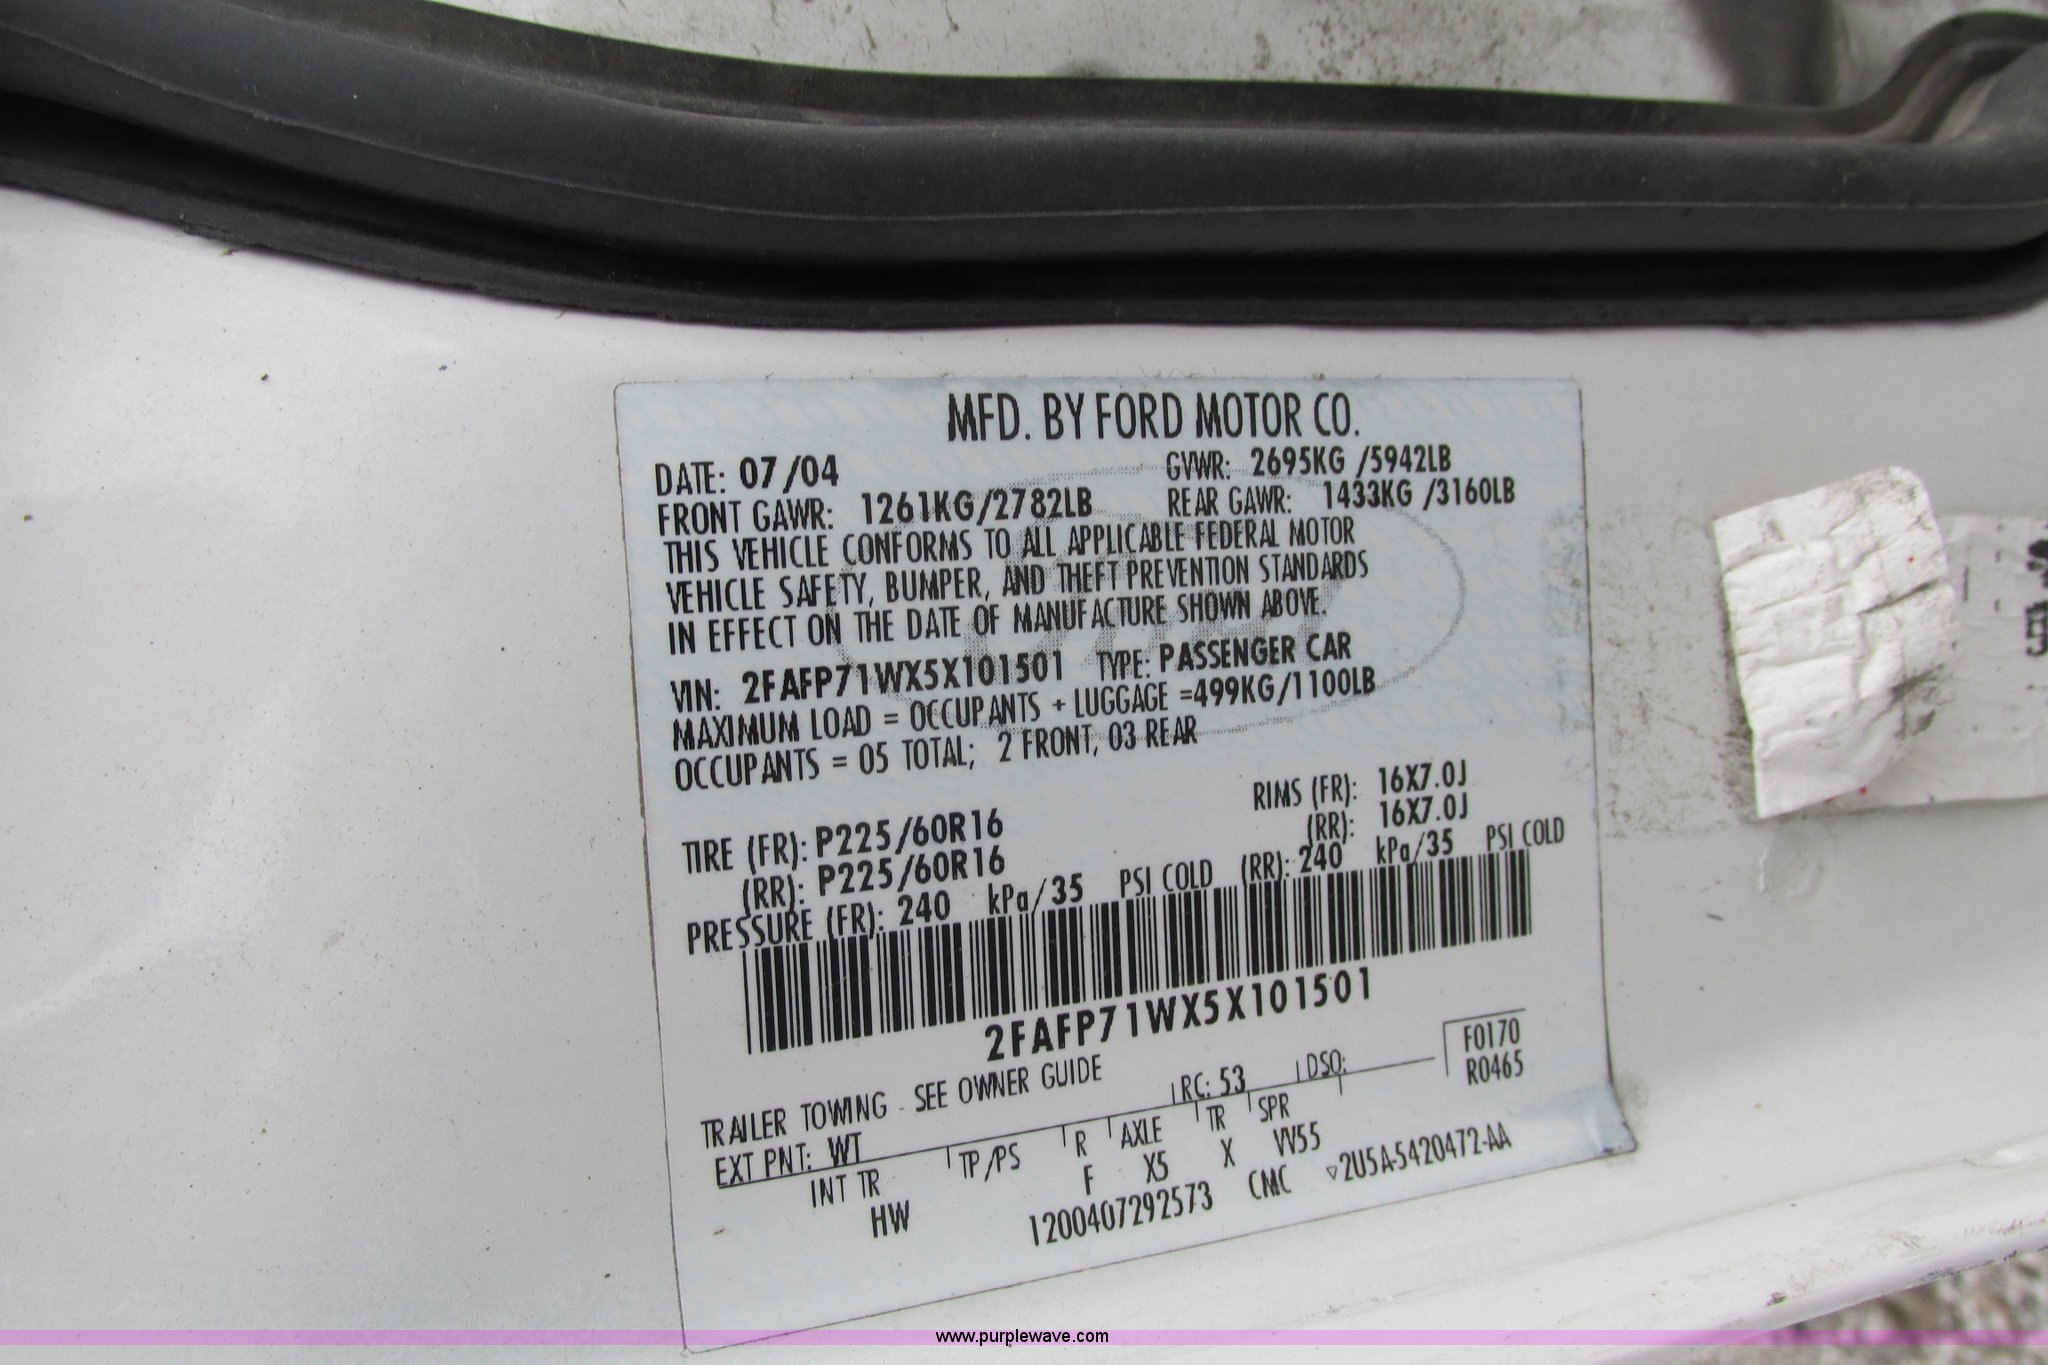 MFD. BY FORD MOTOR CO.
DATE: 07/04 GVWR: 2695KG /5942LB
FRONT GAWR: 1261KG/2782LB REAR GAWR: 1433KG /3160LB
THIS VEHICLE CONFORMS TO ALL APPLICABLE FEDERAL MOTOR
VEHICLE SAFETY, BUMPER, AND THEFT PREVENTION STANDARDS
IN EFFECT ON THE DATE OF MANUFACTURE SHOWN ABOVE.
VIN: 2FAFP71WX5X101501 TYPE: PASSENGER CAR
MAXIMUM LOAD = OCCUPANTS + LUGGAGE =499KG/1100LB
OCCUPANTS = 05 TOTAL; 2 FRONT, 03 REAR
TIRE (FR): P225/60R16 RIMS (FR): 16X7.0J
(RR): P225/60R16 (RR): 16X7.0J
PRESSURE (FR): 240 kPa/35 PSI COLD (RR): 240 kPa/35 PSI COLD
2FAFP71WX5X101501
TRAILER TOWING - SEE OWNER GUIDE
F0170
R0465
EXT PNT: WT RC: 53 DSO:
INT TR TP/PS R AXLE TR SPR
HW F X5 X VV55
1200407292573 CMC ▽2U5A-5420472-AA
5
www.purplewave.com